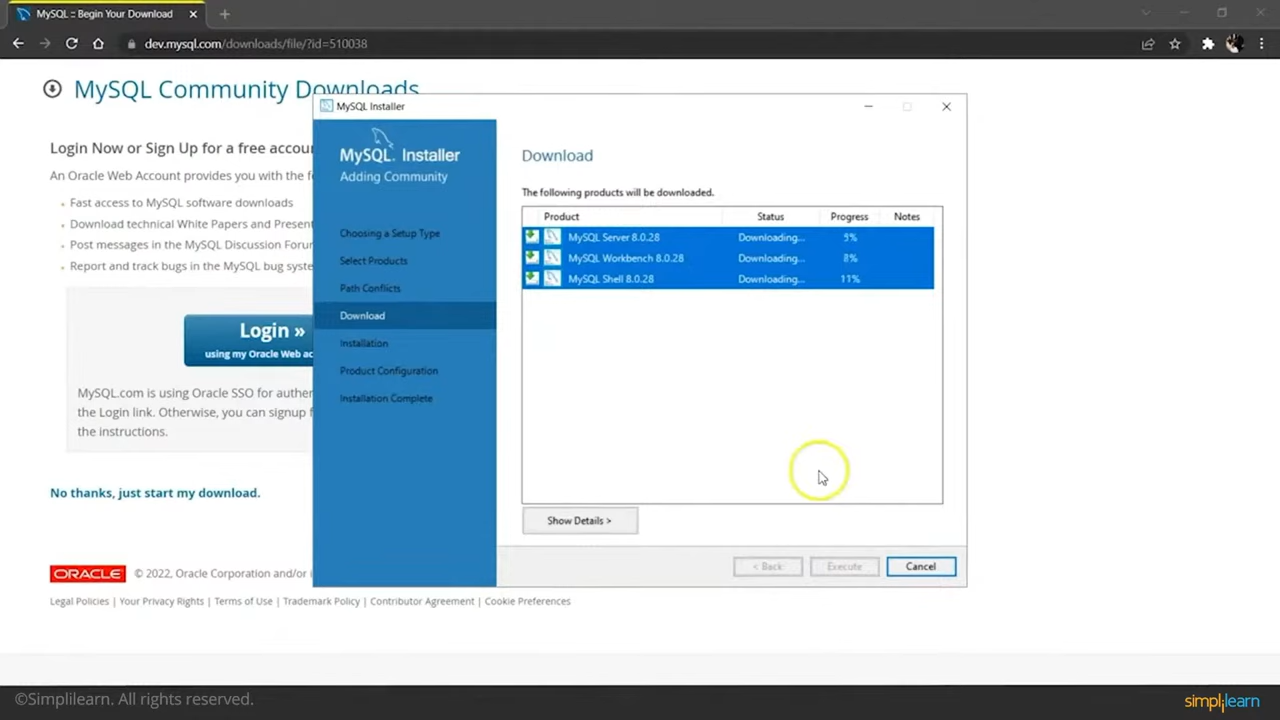 MySQL :: Begin Your Download
dev.mysql.com/downloads/file/?id=510038
MySQL Community Downloads
Login Now or Sign Up for a free accou
An Oracle Web Account provides you with the f
Fast access to MySQL software downloads
Download technical White Papers and Present
Post messages in the MySQL Discussion Forum
Report and track bugs in the MySQL bug syste
Login »
using my Oracle Web ac
MySQL.com is using Oracle SSO for authen
the Login link. Otherwise, you can signup f
the instructions.
No thanks, just start my download.
ORACLE © 2022, Oracle Corporation and/or i
Legal Policies | Your Privacy Rights | Terms of Use | Trademark Policy | Contributor Agreement | Cookie Preferences
MySQL Installer
MySQL. Installer
Adding Community
Choosing a Setup Type
Select Products
Path Conflicts
Download
Installation
Product Configuration
Installation Complete
Download
The following products will be downloaded.
Product Status Progress Notes
MySQL Server 8.0.28 Downloading... 9%
MySQL Workbench 8.0.28 Downloading... 8%
MySQL Shell 8.0.28 Downloading... 11%
Show Details >
< Back Execute Cancel
©Simplilearn. All rights reserved.
simplilearn